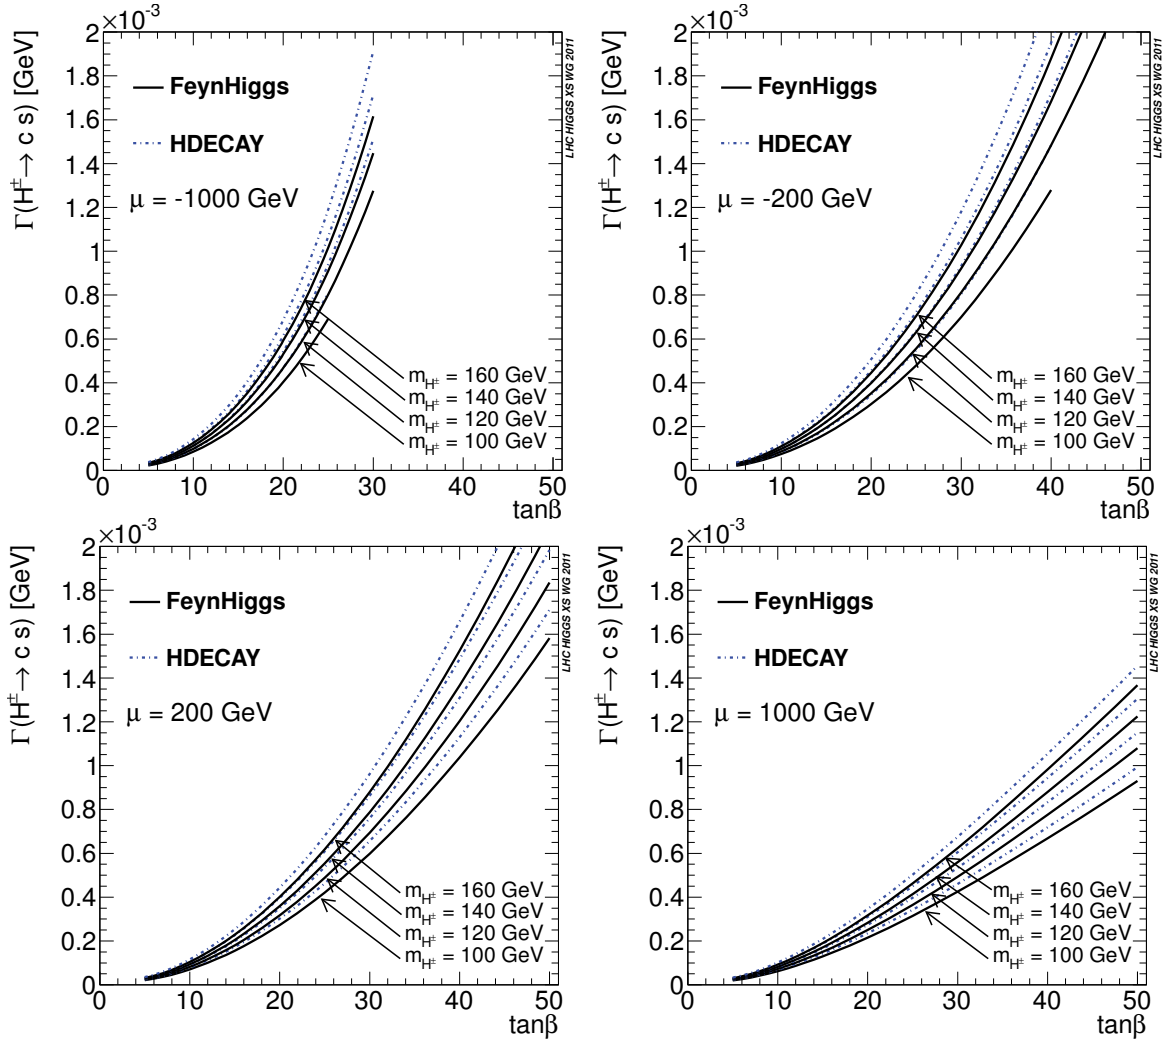 ×10⁻³
2
1.8
1.6
1.4
1.2
1
0.8
0.6
0.4
0.2
0
Γ(H± → c s) [GeV]
FeynHiggs
HDECAY
μ = -1000 GeV
m_H± = 160 GeV
m_H± = 140 GeV
m_H± = 120 GeV
m_H± = 100 GeV
0 10 20 30 40 50
tanβ
LHC HIGGS XS WG 2011
×10⁻³
2
1.8
1.6
1.4
1.2
1
0.8
0.6
0.4
0.2
0
Γ(H± → c s) [GeV]
FeynHiggs
HDECAY
μ = -200 GeV
m_H± = 160 GeV
m_H± = 140 GeV
m_H± = 120 GeV
m_H± = 100 GeV
0 10 20 30 40 50
tanβ
LHC HIGGS XS WG 2011
×10⁻³
2
1.8
1.6
1.4
1.2
1
0.8
0.6
0.4
0.2
0
Γ(H± → c s) [GeV]
FeynHiggs
HDECAY
μ = 200 GeV
m_H± = 160 GeV
m_H± = 140 GeV
m_H± = 120 GeV
m_H± = 100 GeV
0 10 20 30 40 50
tanβ
LHC HIGGS XS WG 2011
×10⁻³
2
1.8
1.6
1.4
1.2
1
0.8
0.6
0.4
0.2
0
Γ(H± → c s) [GeV]
FeynHiggs
HDECAY
μ = 1000 GeV
m_H± = 160 GeV
m_H± = 140 GeV
m_H± = 120 GeV
m_H± = 100 GeV
0 10 20 30 40 50
tanβ
LHC HIGGS XS WG 2011